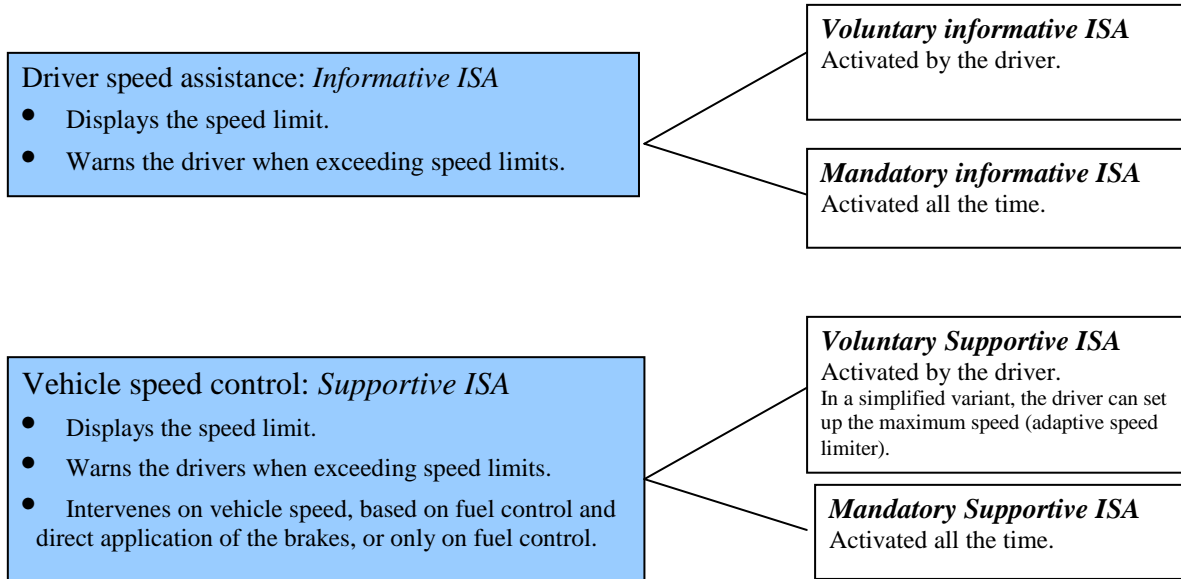 Driver speed assistance: Informative ISA
• Displays the speed limit.
• Warns the driver when exceeding speed limits.
Voluntary informative ISA
Activated by the driver.
Mandatory informative ISA
Activated all the time.
Vehicle speed control: Supportive ISA
• Displays the speed limit.
• Warns the drivers when exceeding speed limits.
• Intervenes on vehicle speed, based on fuel control and
direct application of the brakes, or only on fuel control.
Voluntary Supportive ISA
Activated by the driver.
In a simplified variant, the driver can set
up the maximum speed (adaptive speed
limiter).
Mandatory Supportive ISA
Activated all the time.